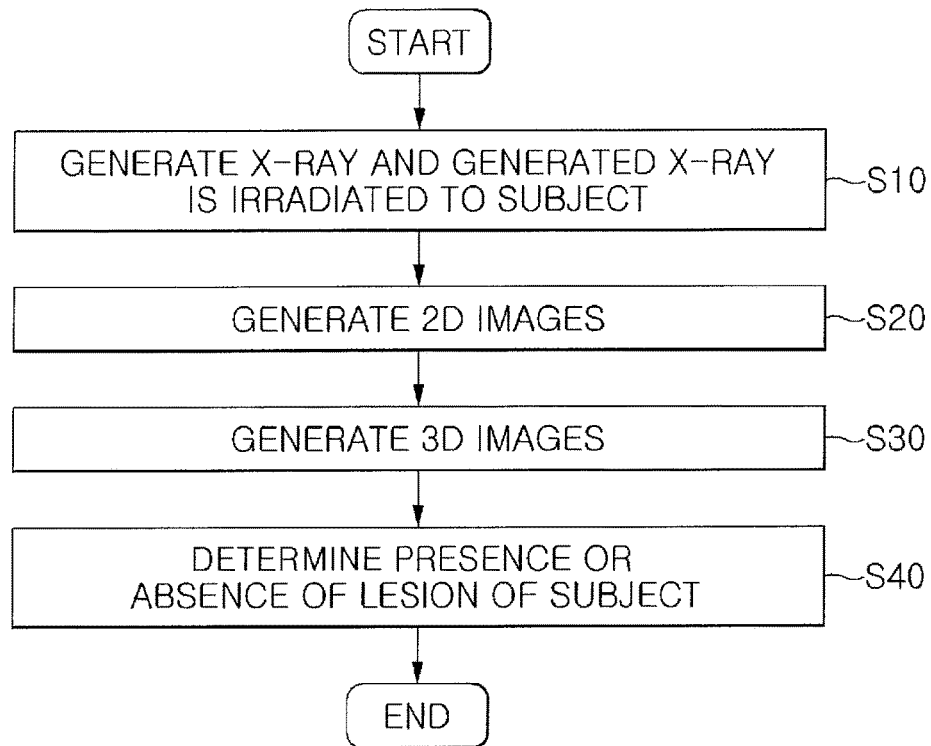 START
GENERATE X-RAY AND GENERATED X-RAY
IS IRRADIATED TO SUBJECT
S10
GENERATE 2D IMAGES
S20
GENERATE 3D IMAGES
S30
DETERMINE PRESENCE OR
ABSENCE OF LESION OF SUBJECT
S40
END